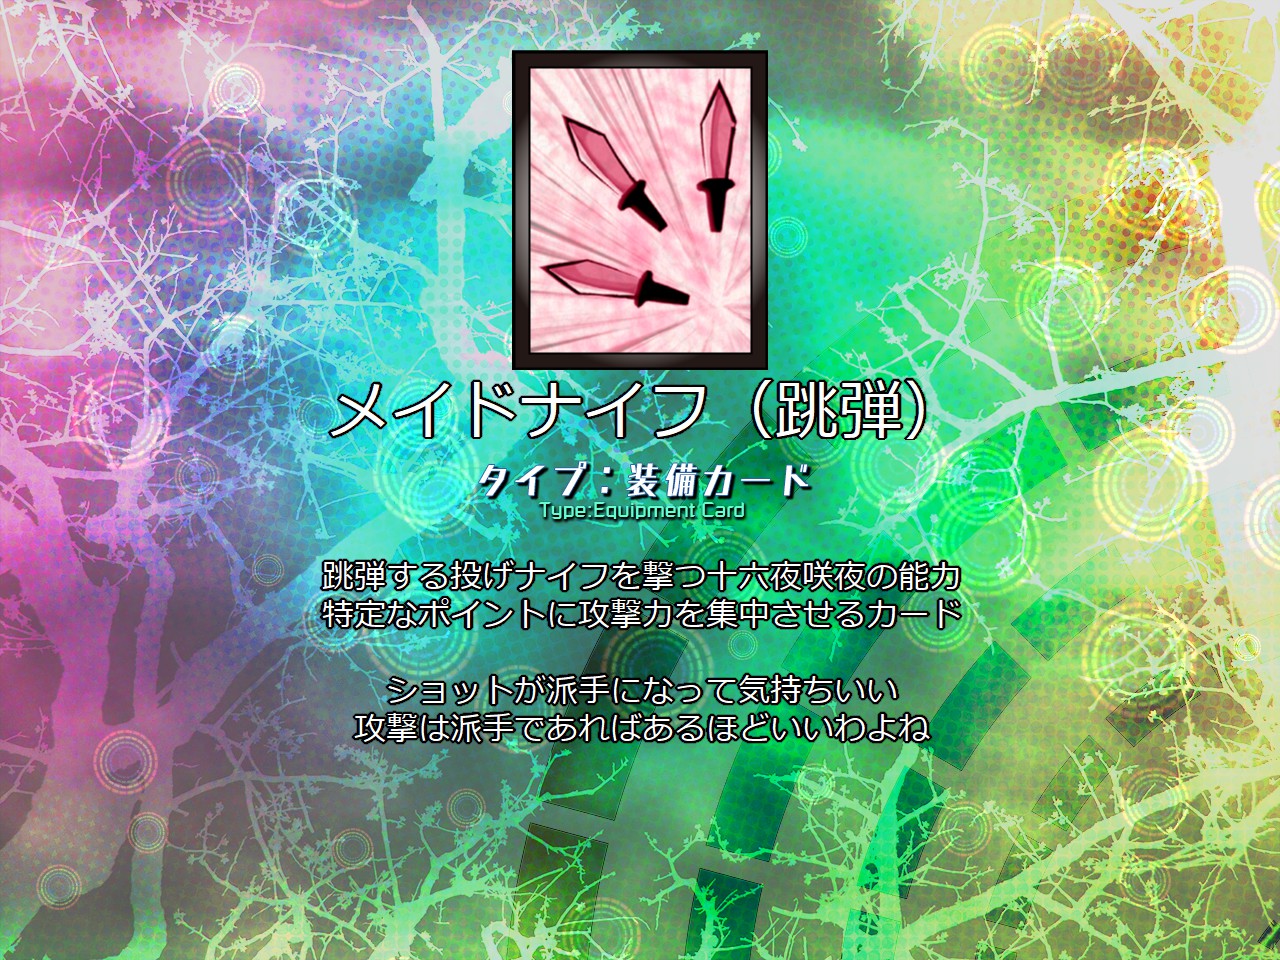 メイドナイフ（跳弾）
タイプ：装備カード
Type:Equipment Card
跳弾する投げナイフを撃つ十六夜咲夜の能力
特定なポイントに攻撃力を集中させるカード
ショットが派手になって気持ちいい
攻撃は派手であればあるほどいいわよね